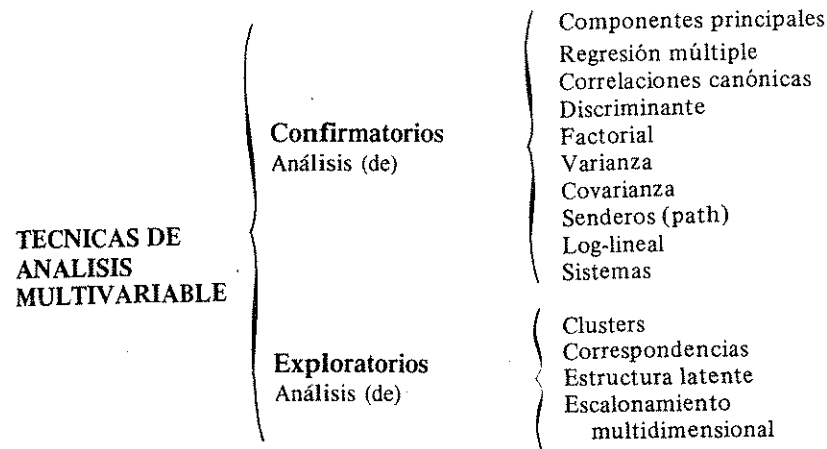 TECNICAS DE
ANALISIS
MULTIVARIABLE
Confirmatorios
Análisis (de)
Componentes principales
Regresión múltiple
Correlaciones canónicas
Discriminante
Factorial
Varianza
Covarianza
Senderos (path)
Log-lineal
Sistemas
Exploratorios
Análisis (de)
Clusters
Correspondencias
Estructura latente
Escalonamiento
multidimensional